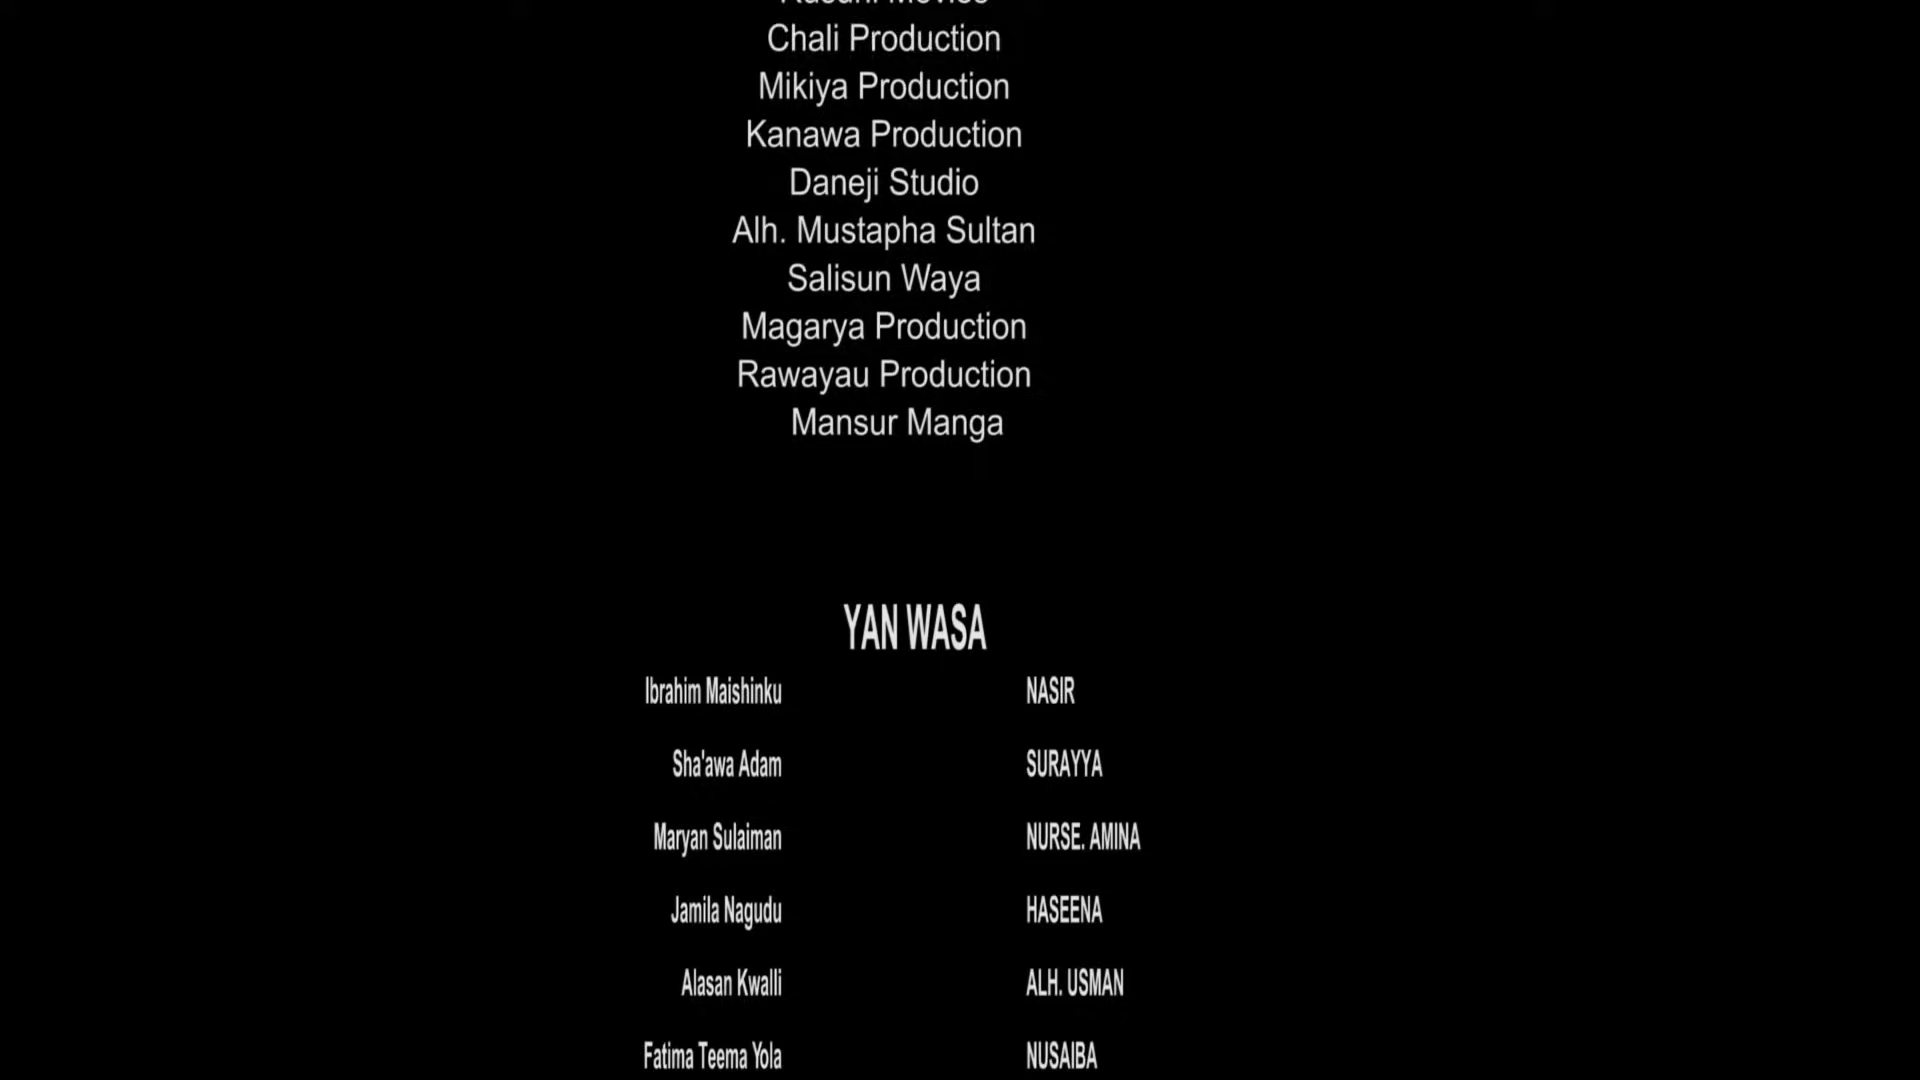 Movies
Chali Production
Mikiya Production
Kanawa Production
Daneji Studio
Alh. Mustapha Sultan
Salisun Waya
Magarya Production
Rawayau Production
Mansur Manga
YAN WASA
Ibrahim Maishinku NASIR
Sha'awa Adam SURAYYA
Maryan Sulaiman NURSE. AMINA
Jamila Nagudu HASEENA
Alasan Kwalli ALH. USMAN
Fatima Teema Yola NUSAIBA